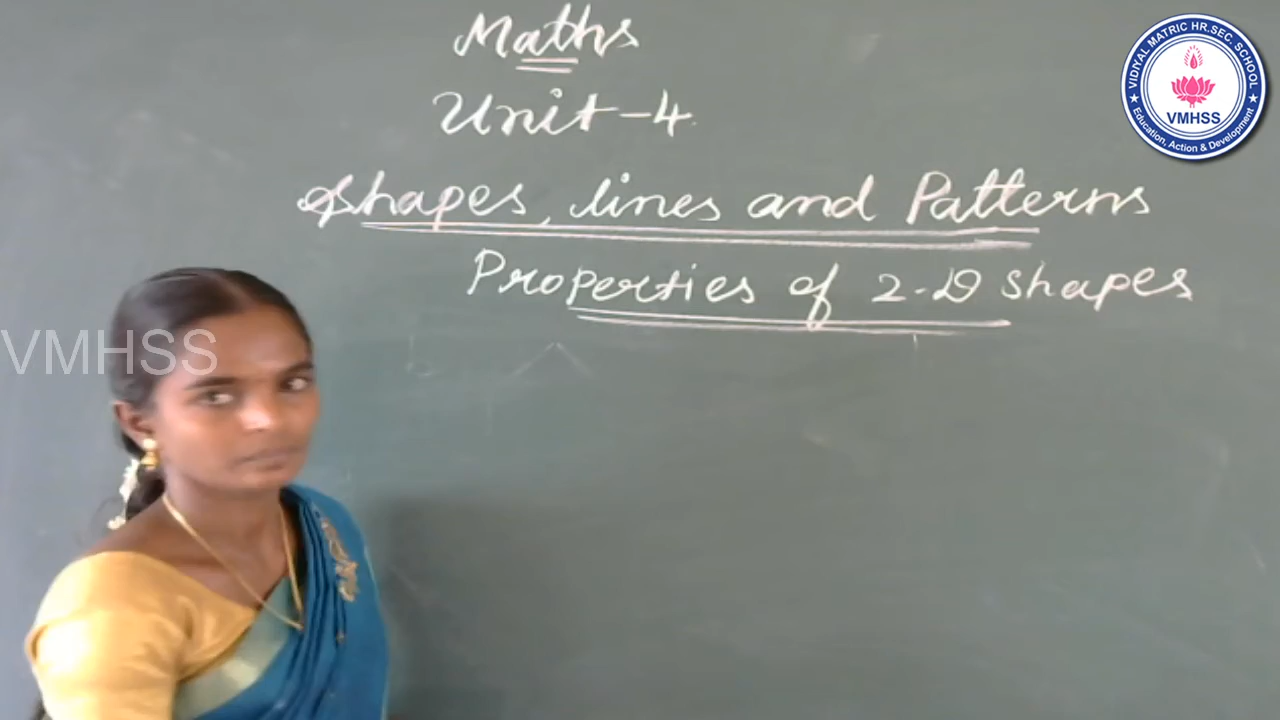 Maths
Unit-4.
Shapes, lines and Patterns
Properties of 2-D shapes
VMHSS
VIDIYAL MATRIC HR.SEC. SCHOOL
VMHSS
★ Education, Action & Development ★